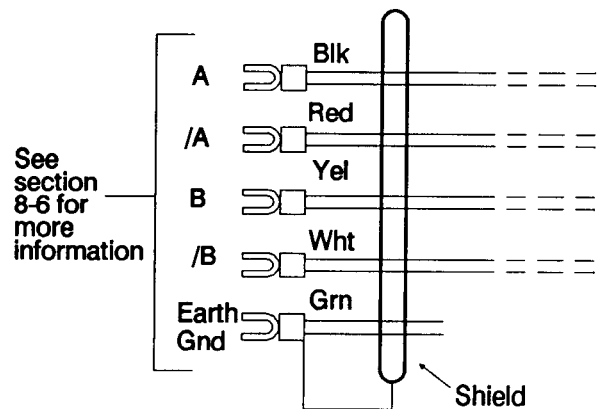 Blk
A
Red
/A
See
section
8-6 for
more
information
Yel
B
Wht
/B
Grn
Earth
Gnd
Shield